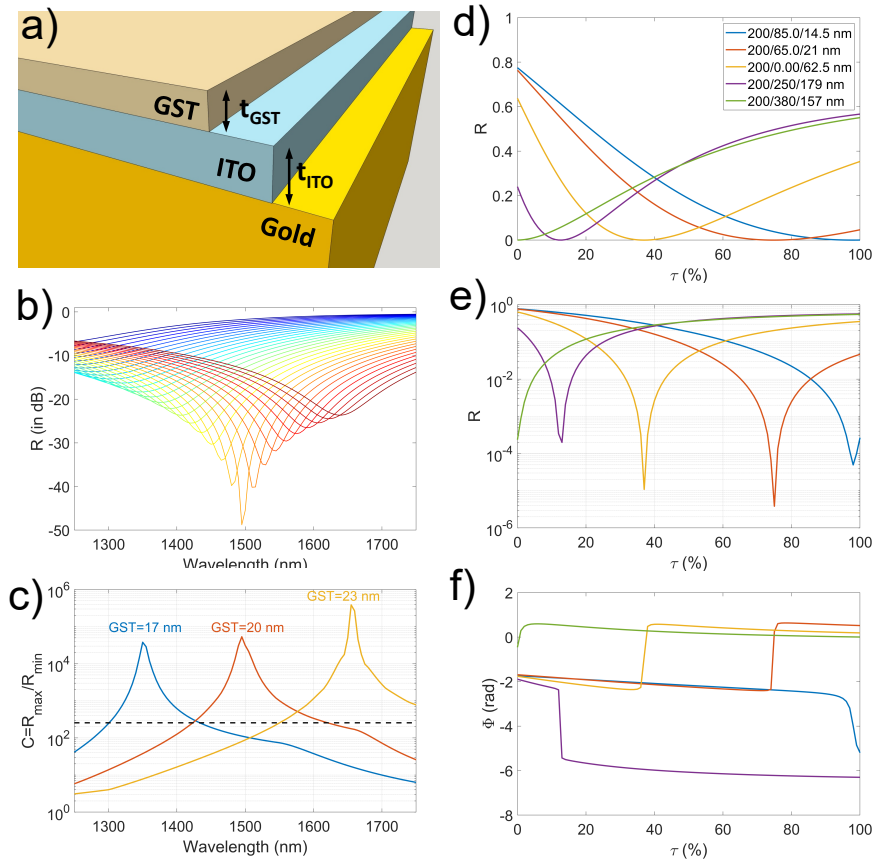 a)
GST
t_GST
ITO
t_ITO
Gold
b)
0
-10
-20
-30
-40
-50
R (in dB)
1300 1400 1500 1600 1700
Wavelength (nm)
c)
GST=17 nm
GST=20 nm
GST=23 nm
10^6
10^4
10^2
10^0
C=R_max/R_min
1300 1400 1500 1600 1700
Wavelength (nm)
d)
200/85.0/14.5 nm
200/65.0/21 nm
200/0.00/62.5 nm
200/250/179 nm
200/380/157 nm
1
0.8
0.6
0.4
0.2
0
R
0 20 40 60 80 100
τ (%)
e)
10^0
10^-2
10^-4
10^-6
R
0 20 40 60 80 100
τ (%)
f)
2
0
-2
-4
-6
-8
Φ (rad)
0 20 40 60 80 100
τ (%)